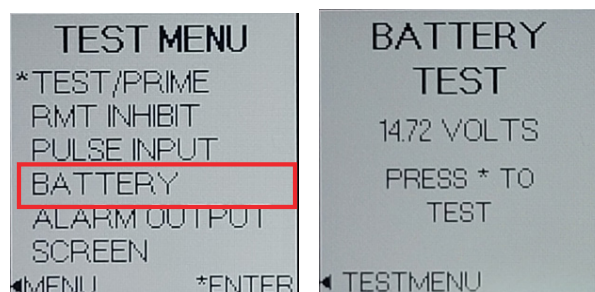 TEST MENU
*TEST/PRIME
RMT INHIBIT
PULSE INPUT
BATTERY
ALARM OUTPUT
SCREEN
◀MENU *ENTER
BATTERY
TEST
14.72 VOLTS
PRESS * TO
TEST
◀ TESTMENU